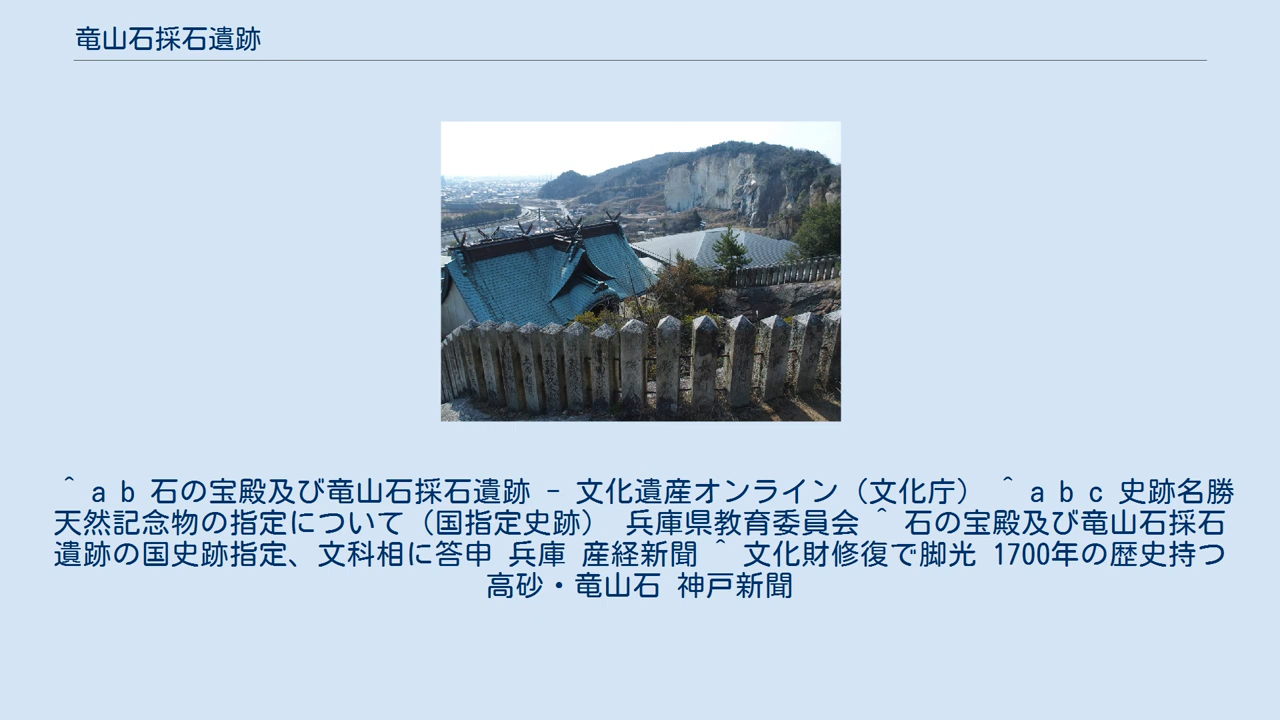 竜山石採石遺跡
^ a b 石の宝殿及び竜山石採石遺跡 - 文化遺産オンライン（文化庁） ^ a b c 史跡名勝
天然記念物の指定について（国指定史跡） 兵庫県教育委員会 ^ 石の宝殿及び竜山石採石
遺跡の国史跡指定、文科相に答申 兵庫 産経新聞 ^ 文化財修復で脚光 1700年の歴史持つ
高砂・竜山石 神戸新聞